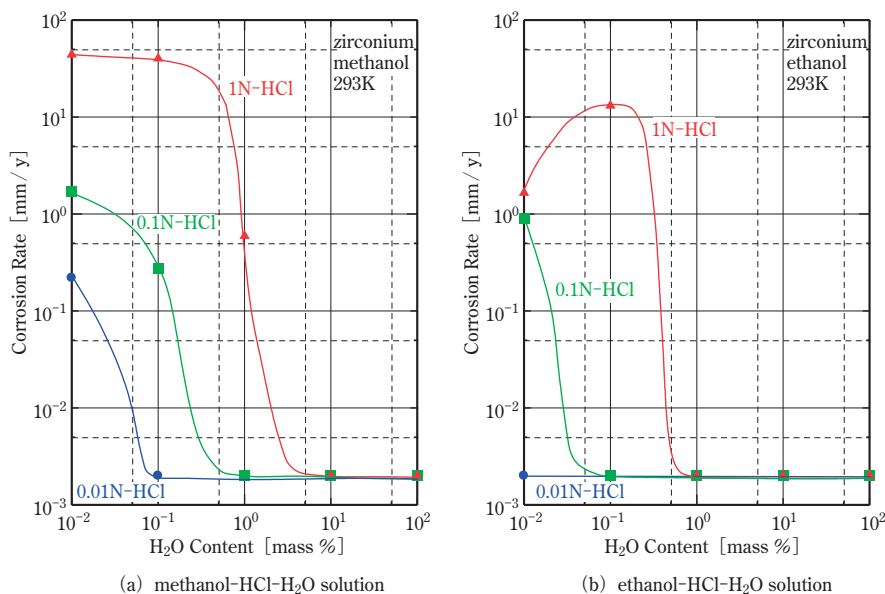 10²
10¹
10⁰
10⁻¹
10⁻²
10⁻³
Corrosion Rate [mm / y]
zirconium
methanol
293K
1N-HCl
0.1N-HCl
0.01N-HCl
10⁻² 10⁻¹ 10⁰ 10¹ 10²
H₂O Content [mass %]
(a) methanol-HCl-H₂O solution
10²
10¹
10⁰
10⁻¹
10⁻²
10⁻³
Corrosion Rate [mm / y]
zirconium
ethanol
293K
1N-HCl
0.1N-HCl
0.01N-HCl
10⁻² 10⁻¹ 10⁰ 10¹ 10²
H₂O Content [mass %]
(b) ethanol-HCl-H₂O solution